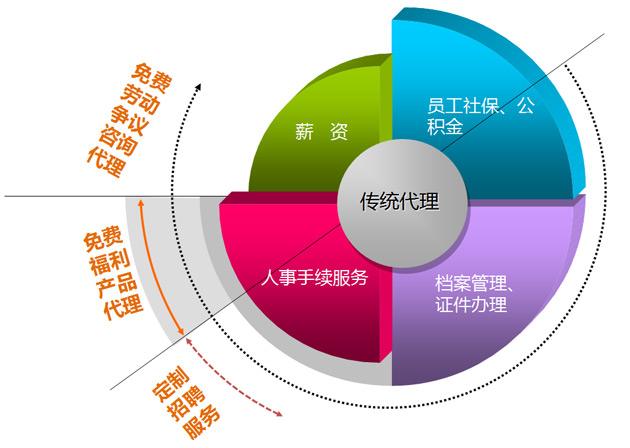 免费
劳动
争议
咨询
代理
薪 资
员工社保、公
积金
传统代理
免费
福利
产品
代理
人事手续服务
档案管理、
证件办理
定制
招聘
服务